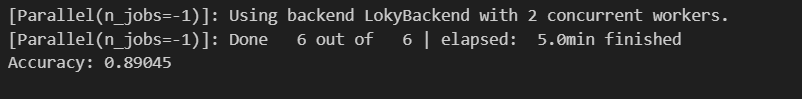 [Parallel(n_jobs=-1)]: Using backend LokyBackend with 2 concurrent workers.
[Parallel(n_jobs=-1)]: Done   6 out of   6 | elapsed:  5.0min finished
Accuracy: 0.89045